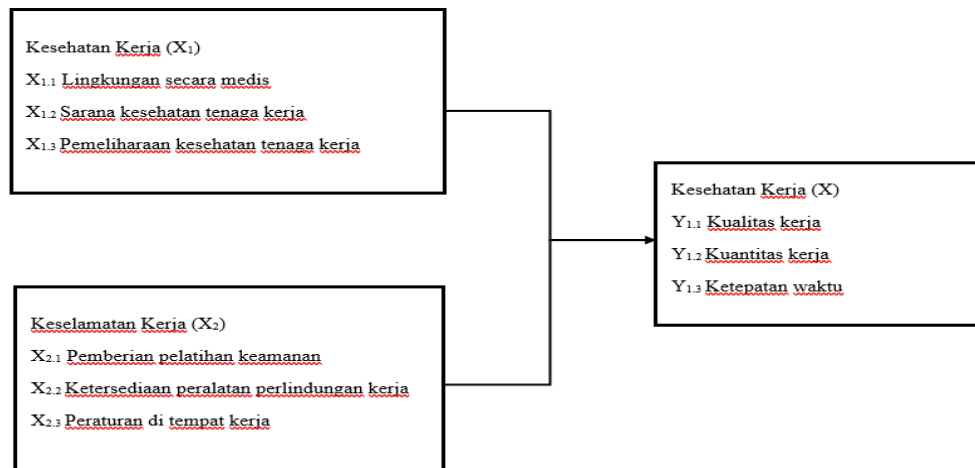 Kesehatan Kerja (X₁)
X₁.₁ Lingkungan secara medis
X₁.₂ Sarana kesehatan tenaga kerja
X₁.₃ Pemeliharaan kesehatan tenaga kerja
Keselamatan Kerja (X₂)
X₂.₁ Pemberian pelatihan keamanan
X₂.₂ Ketersediaan peralatan perlindungan kerja
X₂.₃ Peraturan di tempat kerja
Kesehatan Kerja (X)
Y₁.₁ Kualitas kerja
Y₁.₂ Kuantitas kerja
Y₁.₃ Ketepatan waktu